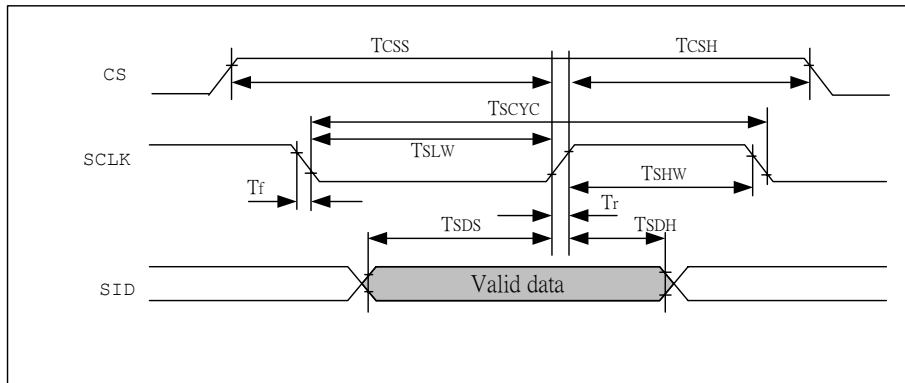 TCSS TCSH
CS
TSCYC
TSLW
SCLK
TSHW
Tf
Tr
TSDS TSDH
SID
Valid data